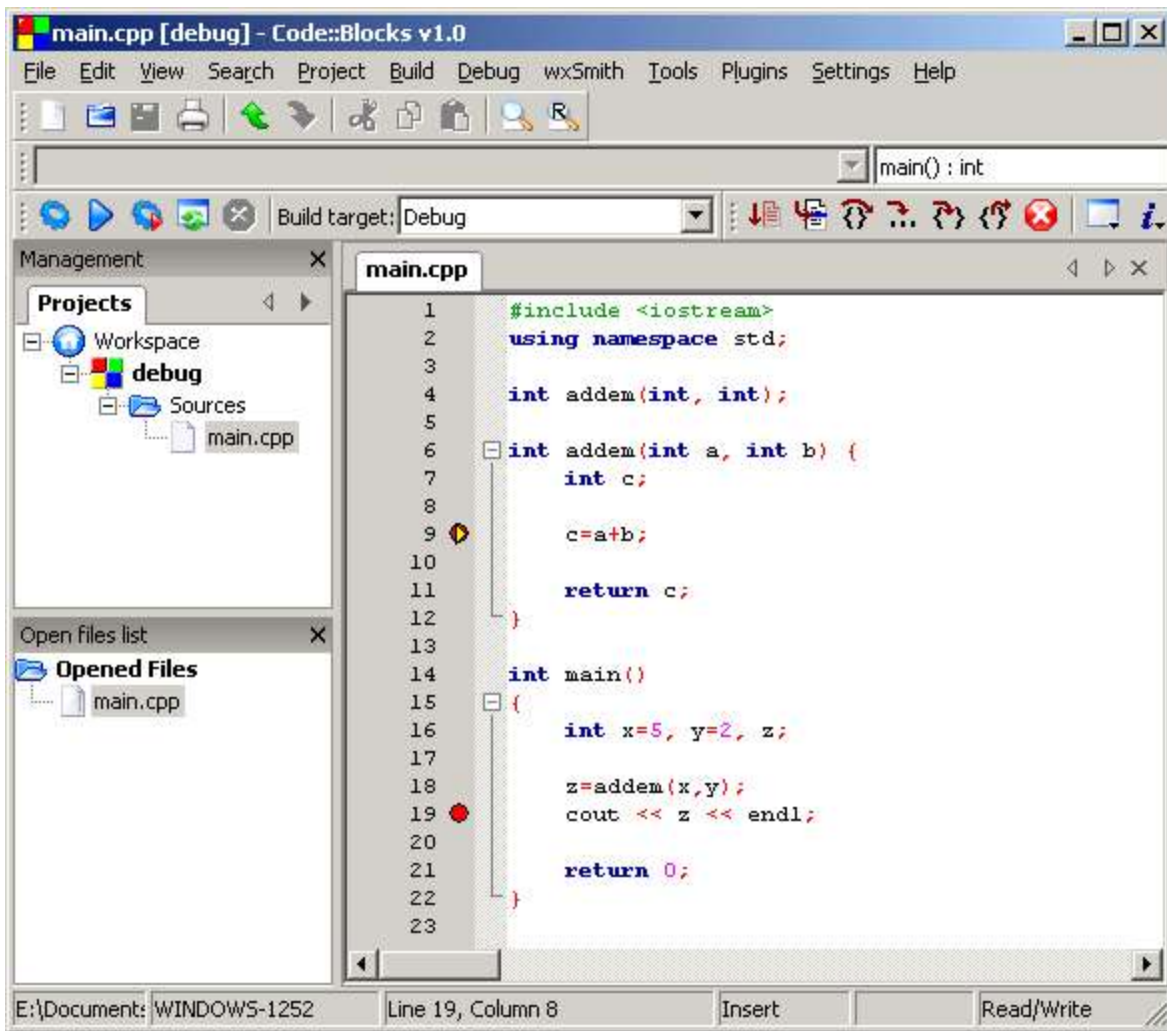 main.cpp [debug] - Code::Blocks v1.0
File Edit View Search Project Build Debug wxSmith Tools Plugins Settings Help
main() : int
Build target: Debug
Management
Projects
Workspace
debug
Sources
main.cpp
Open files list
Opened Files
main.cpp
main.cpp
1 #include <iostream>
2 using namespace std;
3
4 int addem(int, int);
5
6 int addem(int a, int b) {
7 int c;
8
9 c=a+b;
10
11 return c;
12 }
13
14 int main()
15 {
16 int x=5, y=2, z;
17
18 z=addem(x,y);
19 cout << z << endl;
20
21 return 0;
22 }
23
E:\Documents WINDOWS-1252 Line 19, Column 8 Insert Read/Write